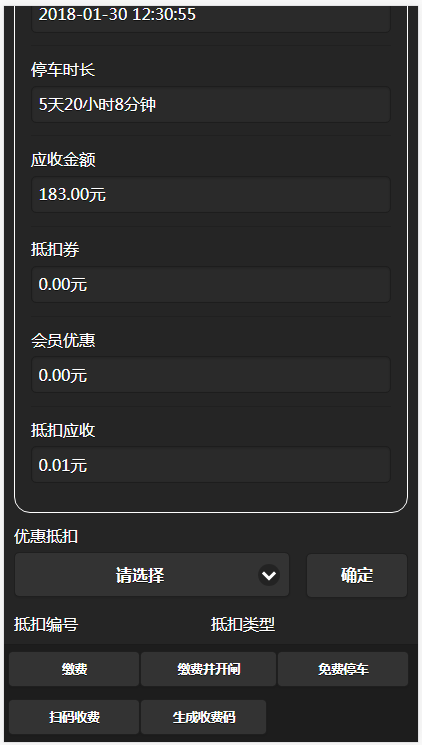 2018-01-30 12:30:55
停车时长
5天20小时8分钟
应收金额
183.00元
抵扣券
0.00元
会员优惠
0.00元
抵扣应收
0.01元
优惠抵扣
请选择 确定
抵扣编号 抵扣类型
缴费 缴费并开闸 免费停车
扫码收费 生成收费码